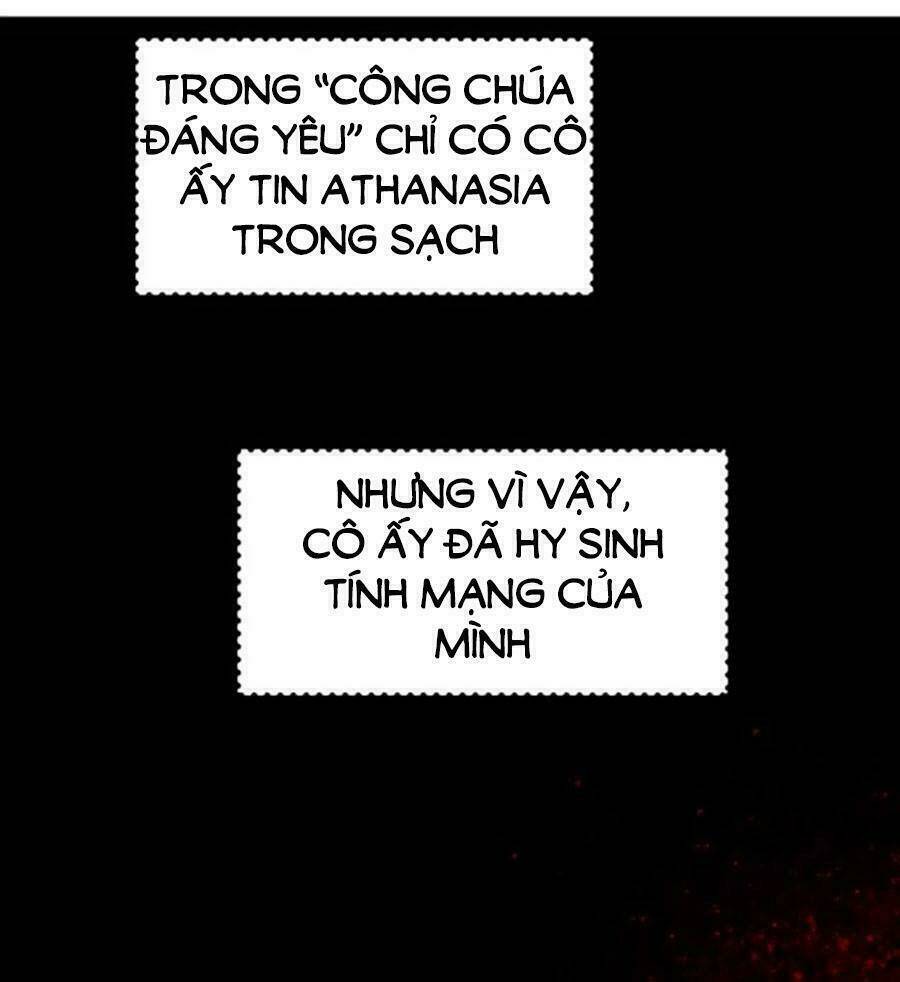 TRONG “CÔNG CHÚA
ĐÁNG YÊU” CHỈ CÓ CÔ
ẤY TIN ATHANASIA
TRONG SẠCH
NHƯNG VÌ VẬY,
CÔ ẤY ĐÃ HY SINH
TÍNH MẠNG CỦA
MÌNH